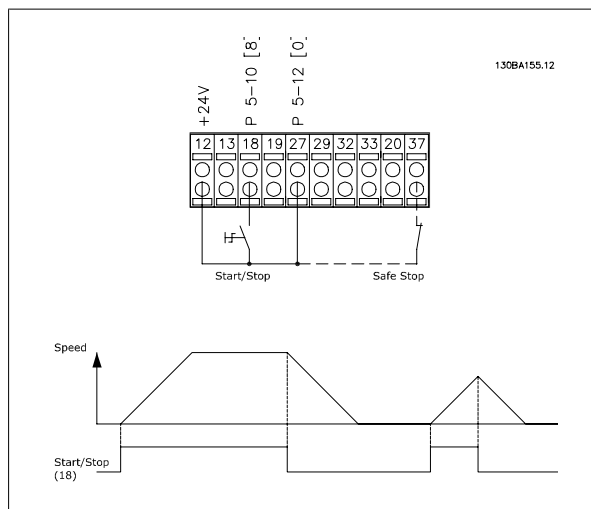 130BA155.12
+24V
P 5-10 [8]
P 5-12 [0]
12 13 18 19 27 29 32 33 20 37
Start/Stop
Safe Stop
Speed
Start/Stop
(18)